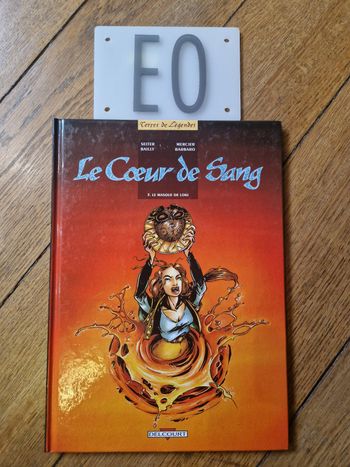 EO
Terres de Légendes
SEITER MERCIER
BAILLY BARBARO
Le Cœur de Sang
3. LE MASQUE DE LOKI
DELCOURT